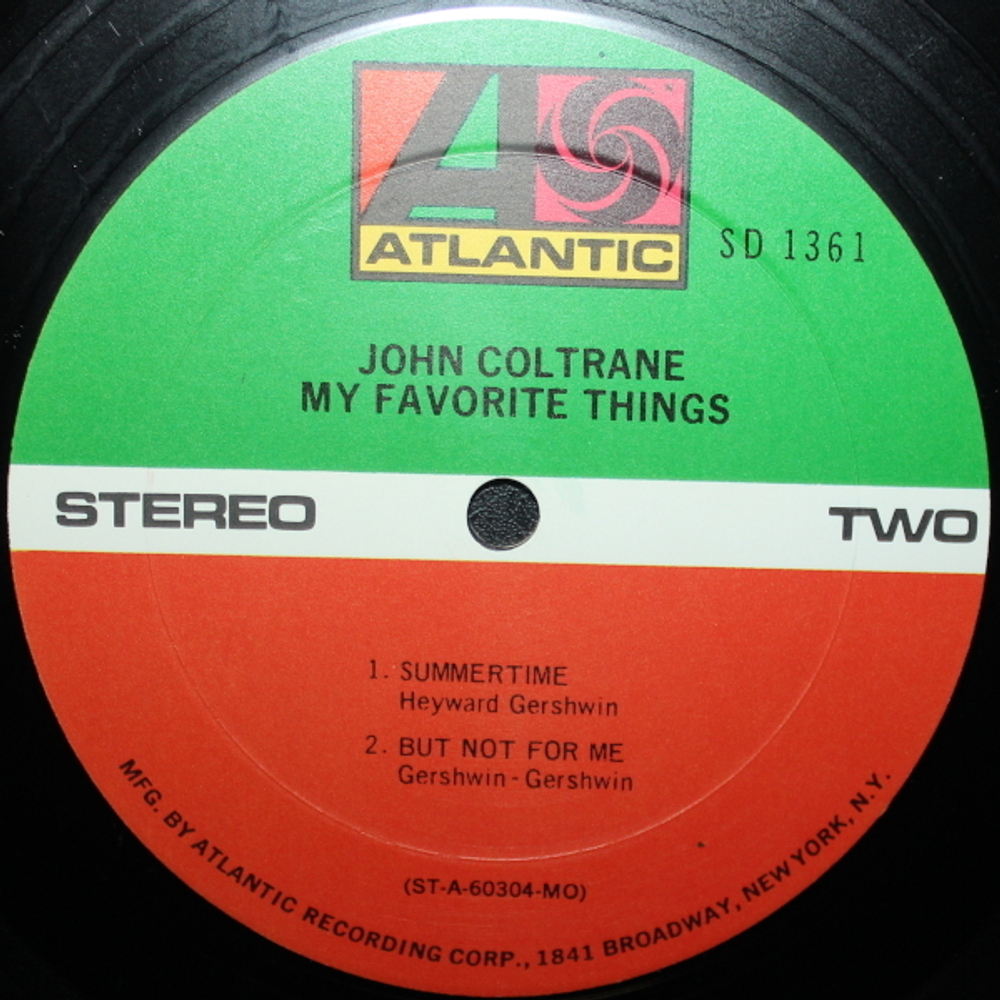 ATLANTIC
SD 1361
JOHN COLTRANE
MY FAVORITE THINGS
STEREO
TWO
1. SUMMERTIME
Heyward Gershwin
2. BUT NOT FOR ME
Gershwin - Gershwin
(ST-A-60304-MO)
MFG. BY ATLANTIC RECORDING CORP., 1841 BROADWAY, NEW YORK, N.Y.